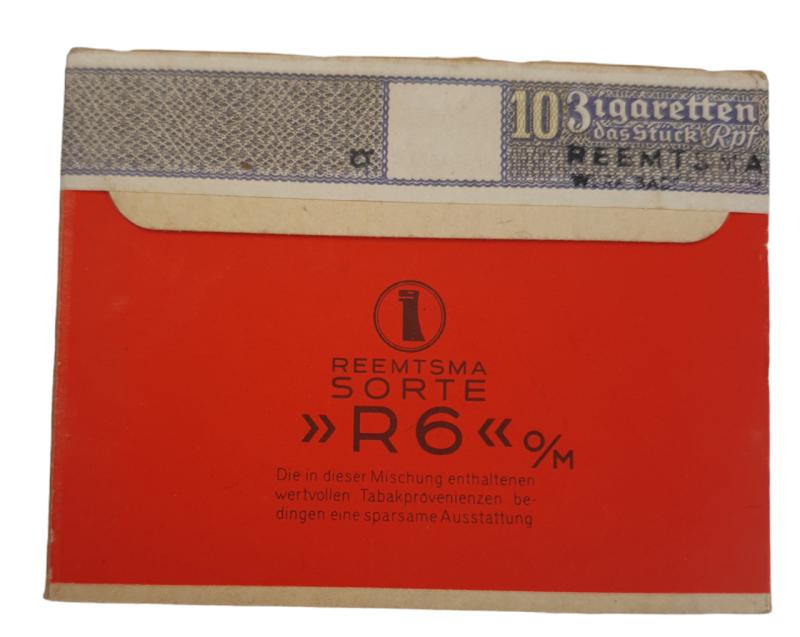 10 Zigaretten
das Stück Rpf
REEMTSMA
REEMTSMA
SORTE
»R6« O/M
Die in dieser Mischung enthaltenen
wertvollen Tabakprovenienzen be-
dingen eine sparsame Ausstattung